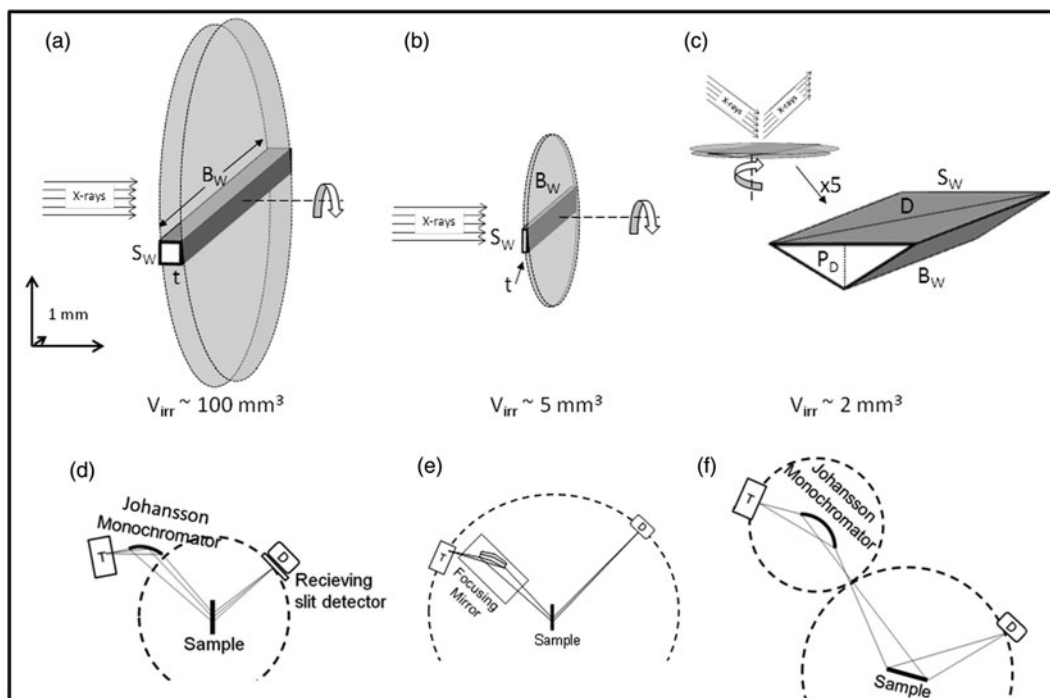 (a)
B_W
X-rays
S_W
t
1 mm
V_irr ~ 100 mm³
(b)
B_W
X-rays
S_W
t
V_irr ~ 5 mm³
(c)
X-rays
X-rays
x5
S_W
D
P_D
B_W
V_irr ~ 2 mm³
(d)
Johansson
Monochromator
T
D
Recieving
slit detector
Sample
(e)
T
D
Focusing
Mirror
Sample
(f)
T
Johansson
Monochromator
D
Sample